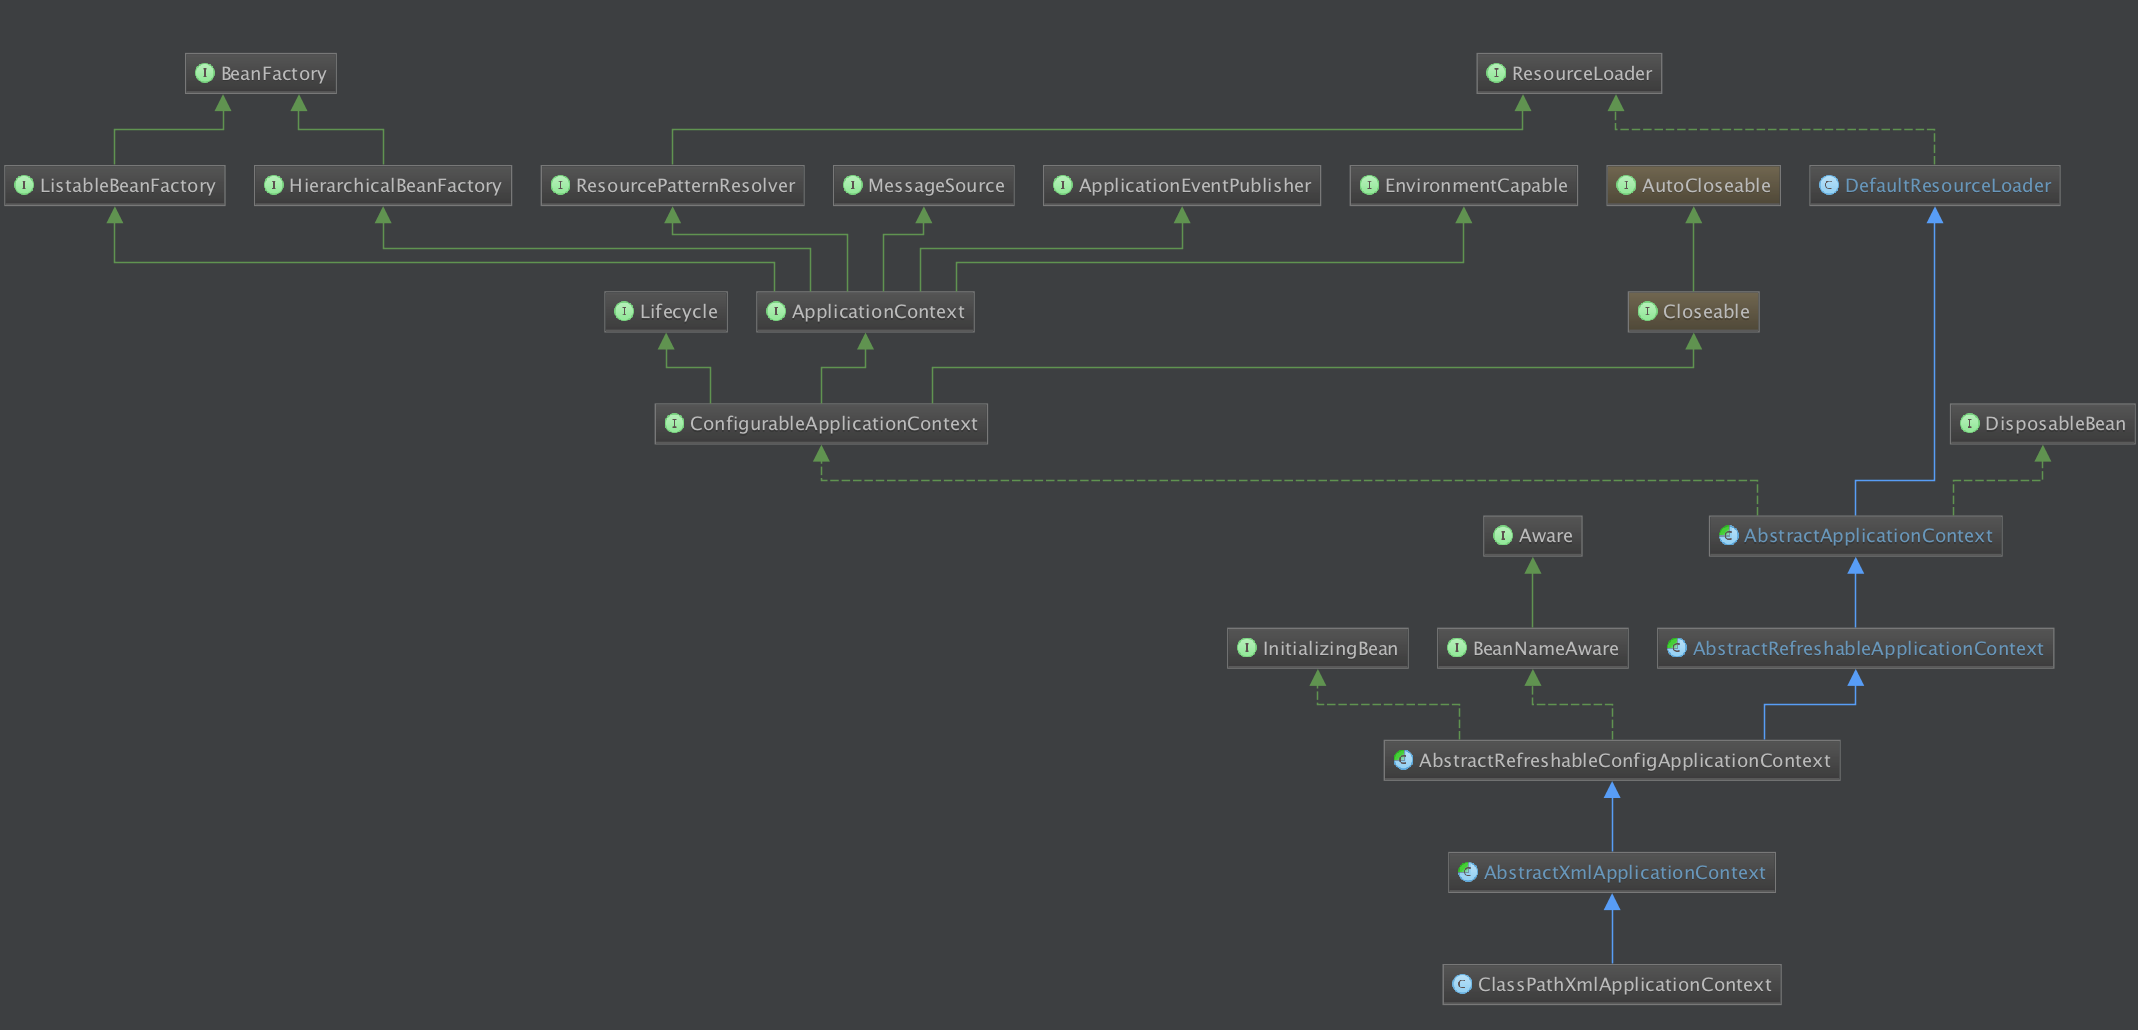 BeanFactory
ResourceLoader
ListableBeanFactory
HierarchicalBeanFactory
ResourcePatternResolver
MessageSource
ApplicationEventPublisher
EnvironmentCapable
AutoCloseable
DefaultResourceLoader
Lifecycle
ApplicationContext
Closeable
ConfigurableApplicationContext
DisposableBean
Aware
AbstractApplicationContext
InitializingBean
BeanNameAware
AbstractRefreshableApplicationContext
AbstractRefreshableConfigApplicationContext
AbstractXmlApplicationContext
ClassPathXmlApplicationContext